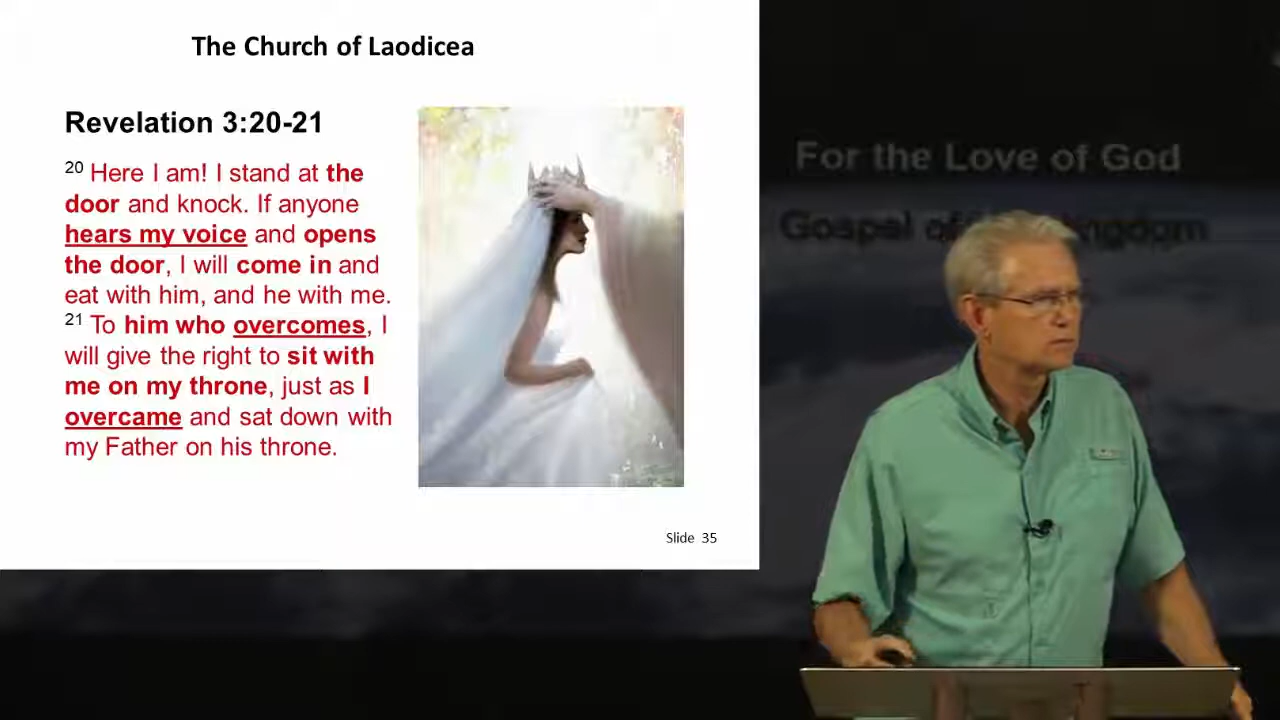 The Church of Laodicea
Revelation 3:20-21
20 Here I am! I stand at the
door and knock. If anyone
hears my voice and opens
the door, I will come in and
eat with him, and he with me.
21 To him who overcomes, I
will give the right to sit with
me on my throne, just as I
overcame and sat down with
my Father on his throne.
Slide 35
For the Love of God
Gospel of